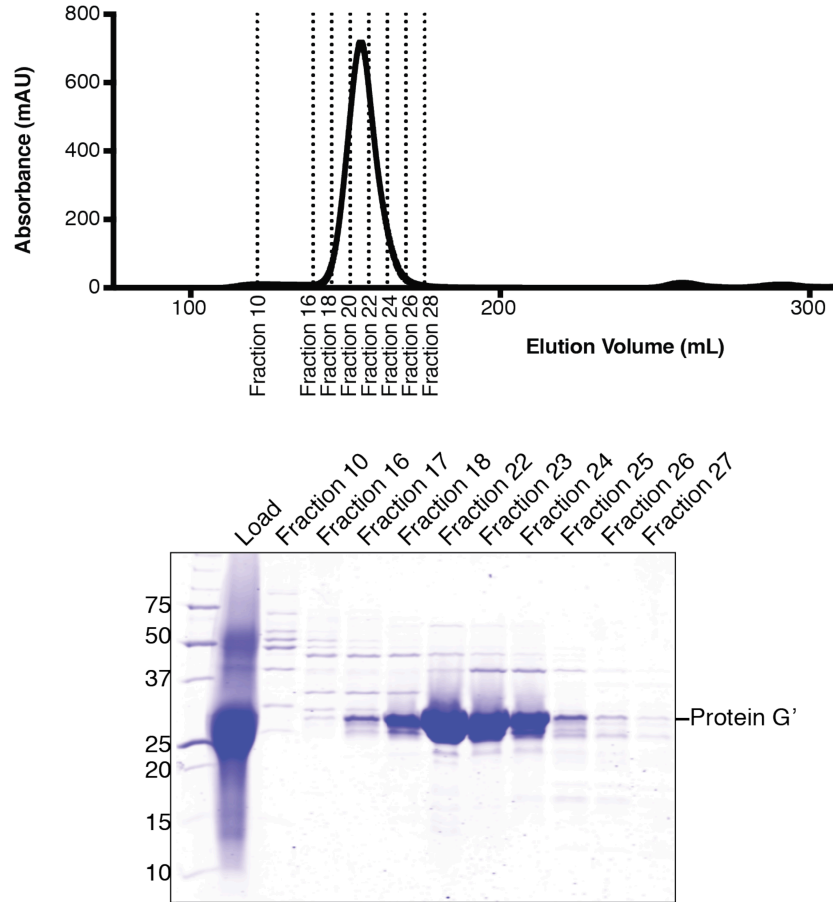 800
600
400
200
0
Absorbance (mAU)
100
200
300
Fraction 10
Fraction 16
Fraction 18
Fraction 20
Fraction 22
Fraction 24
Fraction 26
Fraction 28
Elution Volume (mL)
Load
Fraction 10
Fraction 16
Fraction 17
Fraction 18
Fraction 22
Fraction 23
Fraction 24
Fraction 25
Fraction 26
Fraction 27
75
50
37
25
20
15
10
Protein G’